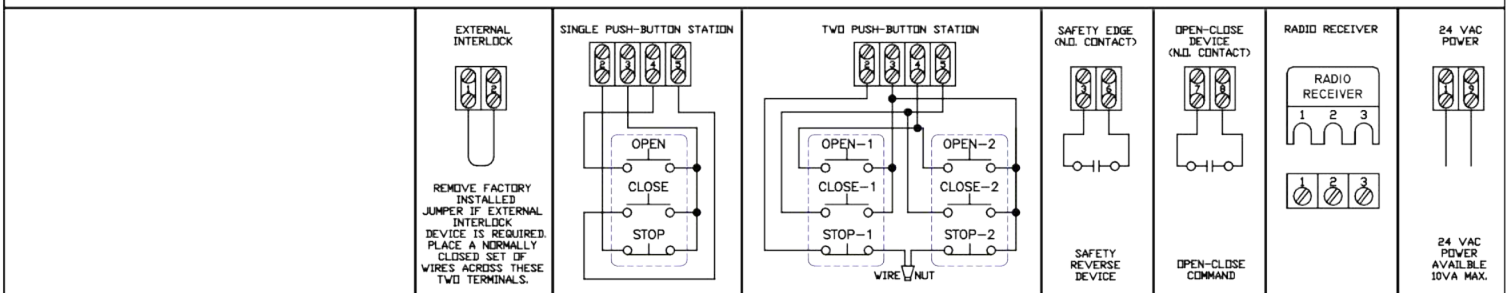 EXTERNAL
INTERLOCK
1 2
REMOVE FACTORY
INSTALLED
JUMPER IF EXTERNAL
INTERLOCK
DEVICE IS REQUIRED.
PLACE A NORMALLY
CLOSED SET OF
WIRES ACROSS THESE
TWO TERMINALS.
SINGLE PUSH-BUTTON STATION
2 3 4 5
OPEN
CLOSE
STOP
TWO PUSH-BUTTON STATION
2 3 4 5
OPEN-1 OPEN-2
CLOSE-1 CLOSE-2
STOP-1 STOP-2
WIRE NUT
SAFETY EDGE
(N.O. CONTACT)
3 6
SAFETY
REVERSE
DEVICE
OPEN-CLOSE
DEVICE
(N.O. CONTACT)
7 8
OPEN-CLOSE
COMMAND
RADIO RECEIVER
RADIO
RECEIVER
1 2 3
1 2 3
24 VAC
POWER
1 9
24 VAC
POWER
AVAILBLE
10VA MAX.